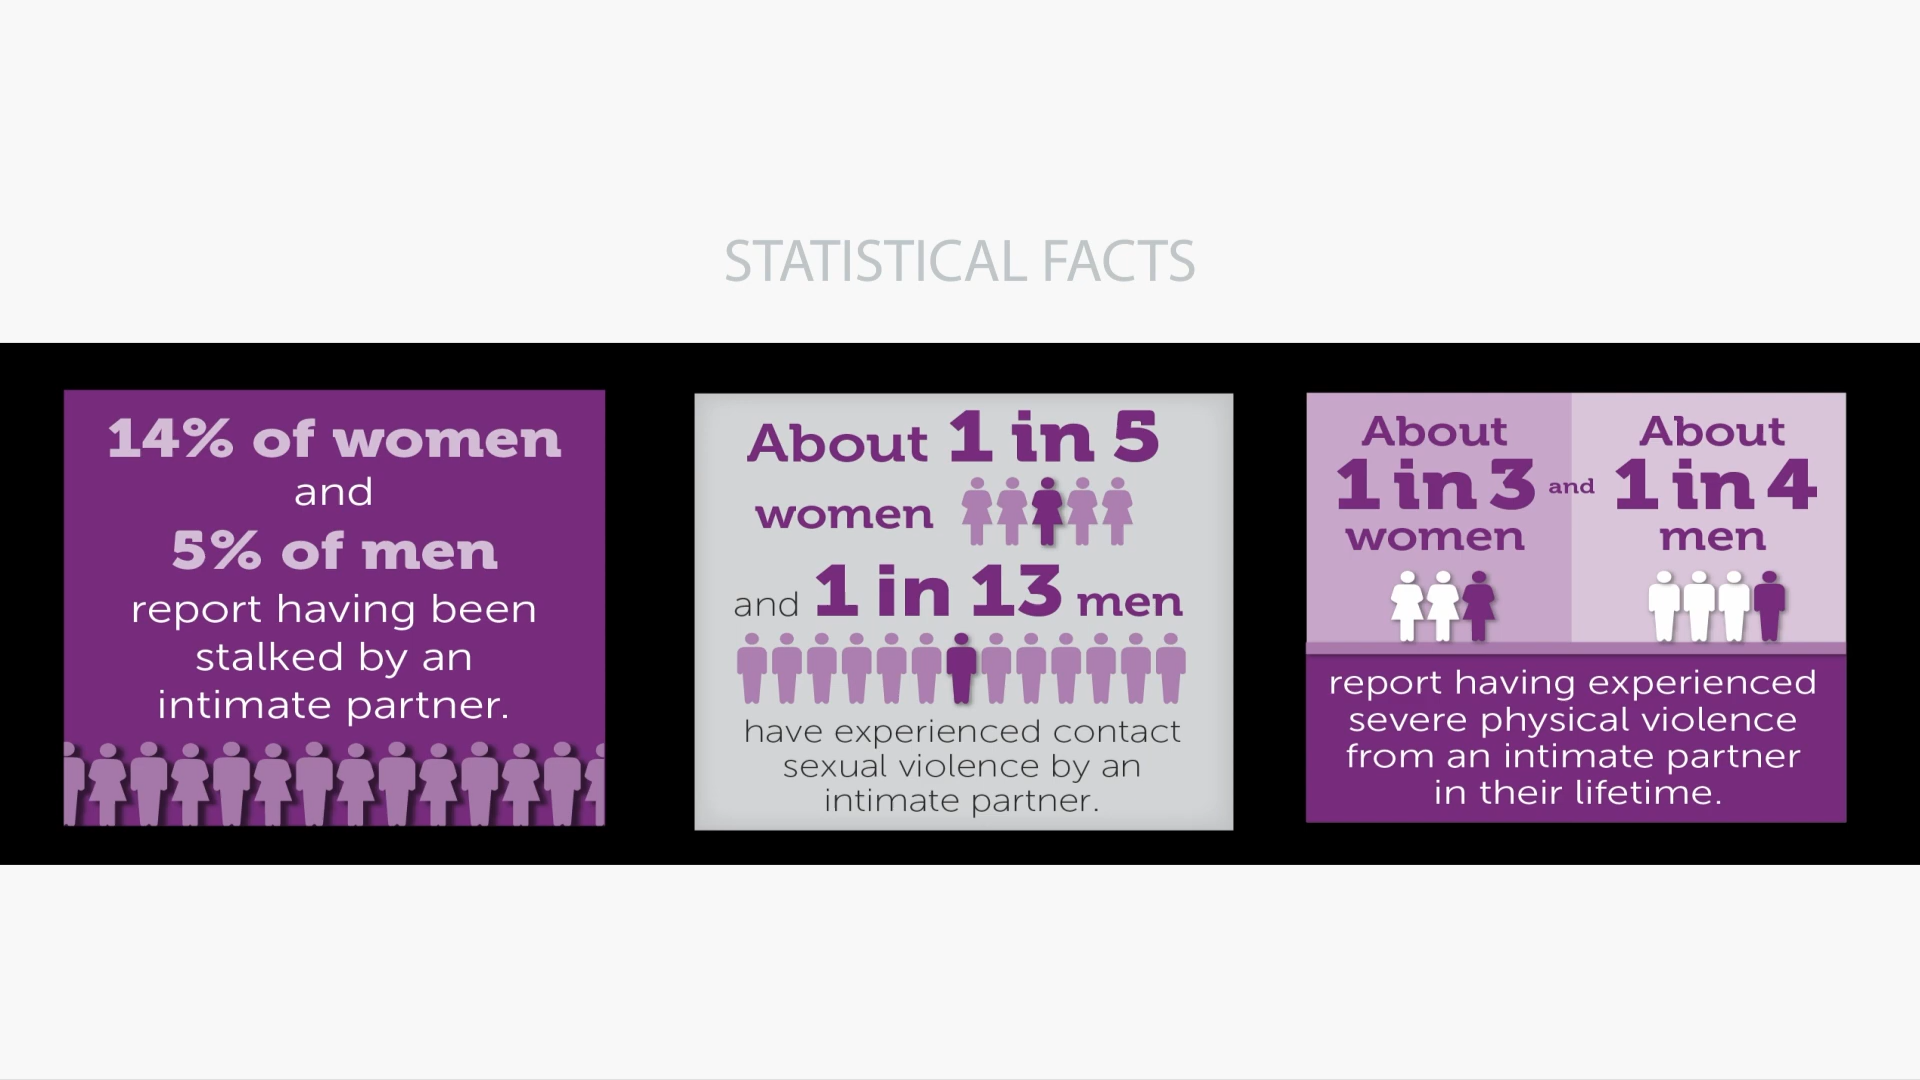 STATISTICAL FACTS
14% of women
and
5% of men
report having been
stalked by an
intimate partner.
About 1 in 5
women
and 1 in 13 men
have experienced contact
sexual violence by an
intimate partner.
About
1 in 3
women
and
About
1 in 4
men
report having experienced
severe physical violence
from an intimate partner
in their lifetime.